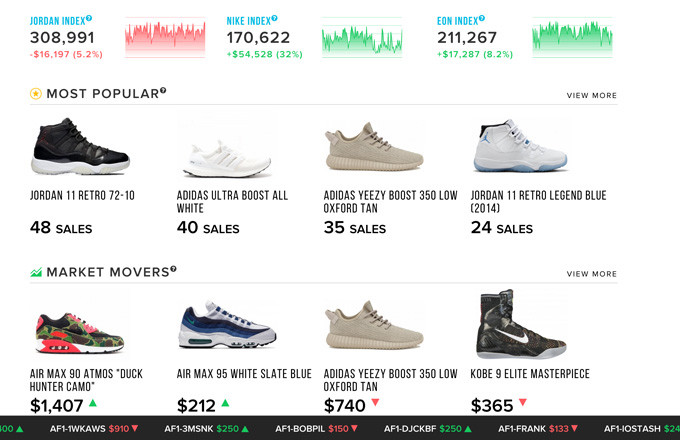 JORDAN INDEX?
NIKE INDEX?
EON INDEX?
308,991
170,622
211,267
-$16,197 (5.2%)
+$54,528 (32%)
+$17,287 (8.2%)
MOST POPULAR?
VIEW MORE
JORDAN 11 RETRO 72-10
48 SALES
ADIDAS ULTRA BOOST ALL
WHITE
40 SALES
ADIDAS YEEZY BOOST 350 LOW
OXFORD TAN
35 SALES
JORDAN 11 RETRO LEGEND BLUE
(2014)
24 SALES
MARKET MOVERS?
VIEW MORE
AIR MAX 90 ATMOS "DUCK
HUNTER CAMO"
$1,407 ▲
AIR MAX 95 WHITE SLATE BLUE
$212 ▲
ADIDAS YEEZY BOOST 350 LOW
OXFORD TAN
$740 ▼
KOBE 9 ELITE MASTERPIECE
$365 ▼
400 ▲ AF1-1WKAWS $910 ▼ AF1-3MSNK $250 ▲ AF1-BOBPIL $150 ▼ AF1-DJCKBF $250 ▲ AF1-FRANK $133 ▼ AF1-IOSTASH $24